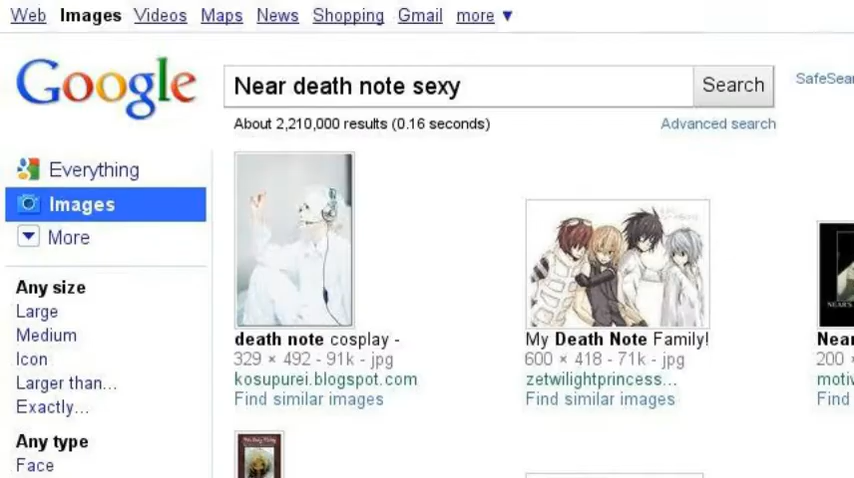 Web Images Videos Maps News Shopping Gmail more ▼
Google
Near death note sexy
Search
About 2,210,000 results (0.16 seconds)
Advanced search
Everything
Images
More
Any size
Large
Medium
Icon
Larger than...
Exactly...
Any type
Face
death note cosplay -
329 × 492 - 91k - jpg
kosupurei.blogspot.com
Find similar images
My Death Note Family!
600 × 418 - 71k - jpg
zetwilightprincess...
Find similar images
200 ×
Find